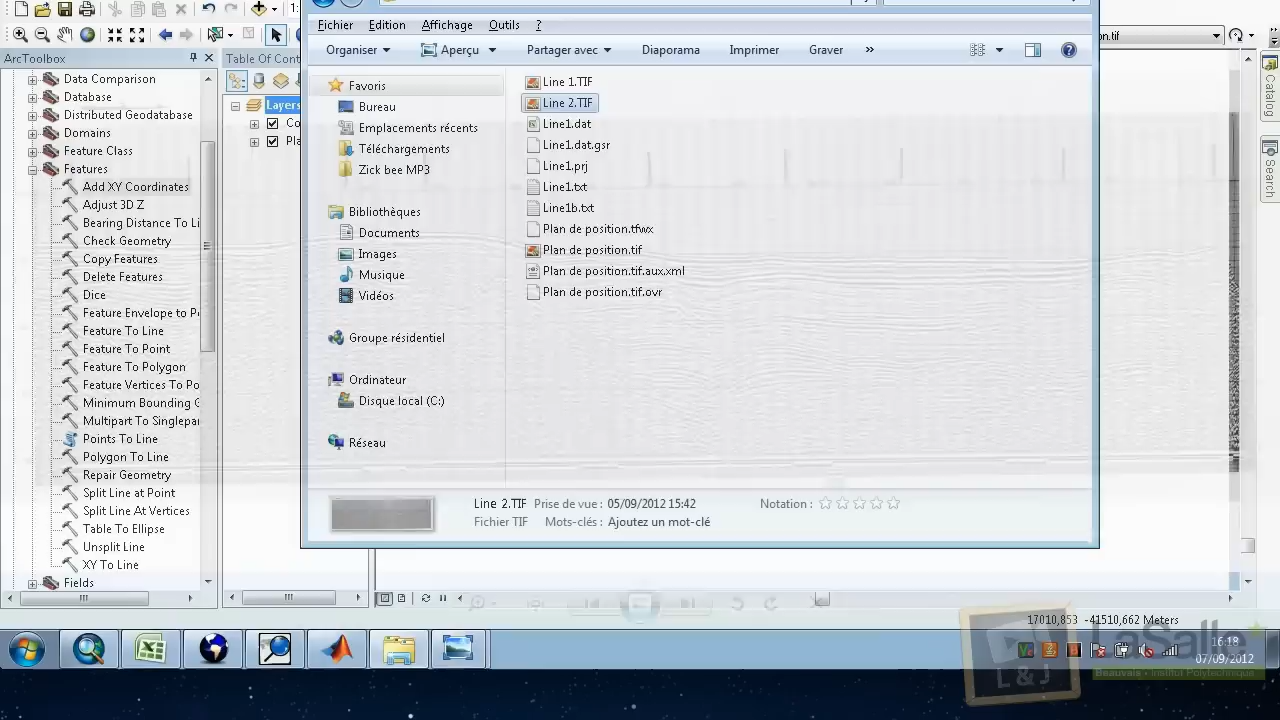 Fichier Edition Affichage Outils ?
Organiser Aperçu Partager avec Diaporama Imprimer Graver »
ArcToolbox
Data Comparison
Database
Distributed Geodatabase
Domains
Feature Class
Features
Add XY Coordinates
Adjust 3D Z
Bearing Distance To Li
Check Geometry
Copy Features
Delete Features
Dice
Feature Envelope to P
Feature To Line
Feature To Point
Feature To Polygon
Feature Vertices To Po
Minimum Bounding G
Multipart To Singlepar
Points To Line
Polygon To Line
Repair Geometry
Split Line at Point
Split Line At Ve
Table To Ellipse
Unsplit Line
XY To Line
Fields
Table Of Cont
Layers
Co
Pla
Favoris
Bureau
Emplacements récents
Téléchargements
Zick bee MP3
Bibliothèques
Documents
Images
Musique
Vidéos
Groupe résidentiel
Ordinateur
Disque local (C:)
Réseau
Line 1.TIF
Line 2.TIF
Line1.dat
Line1.dat.gsr
Line1.prj
Line1.txt
Line1b.txt
Plan de position.tfwx
Plan de position.tif
Plan de position.tif.aux.xml
Plan de position.tif.ovr
Line 2.TIF Prise de vue : 05/09/2012 15:42 Notation :
Fichier TIF Mots-clés : Ajoutez un mot-clé
on.tif
Catalog
Search
17010,853 -41510,662 Meters
16:18
07/09/2012
L & J
LaSalle
Beauvais - Institut Polytechnique